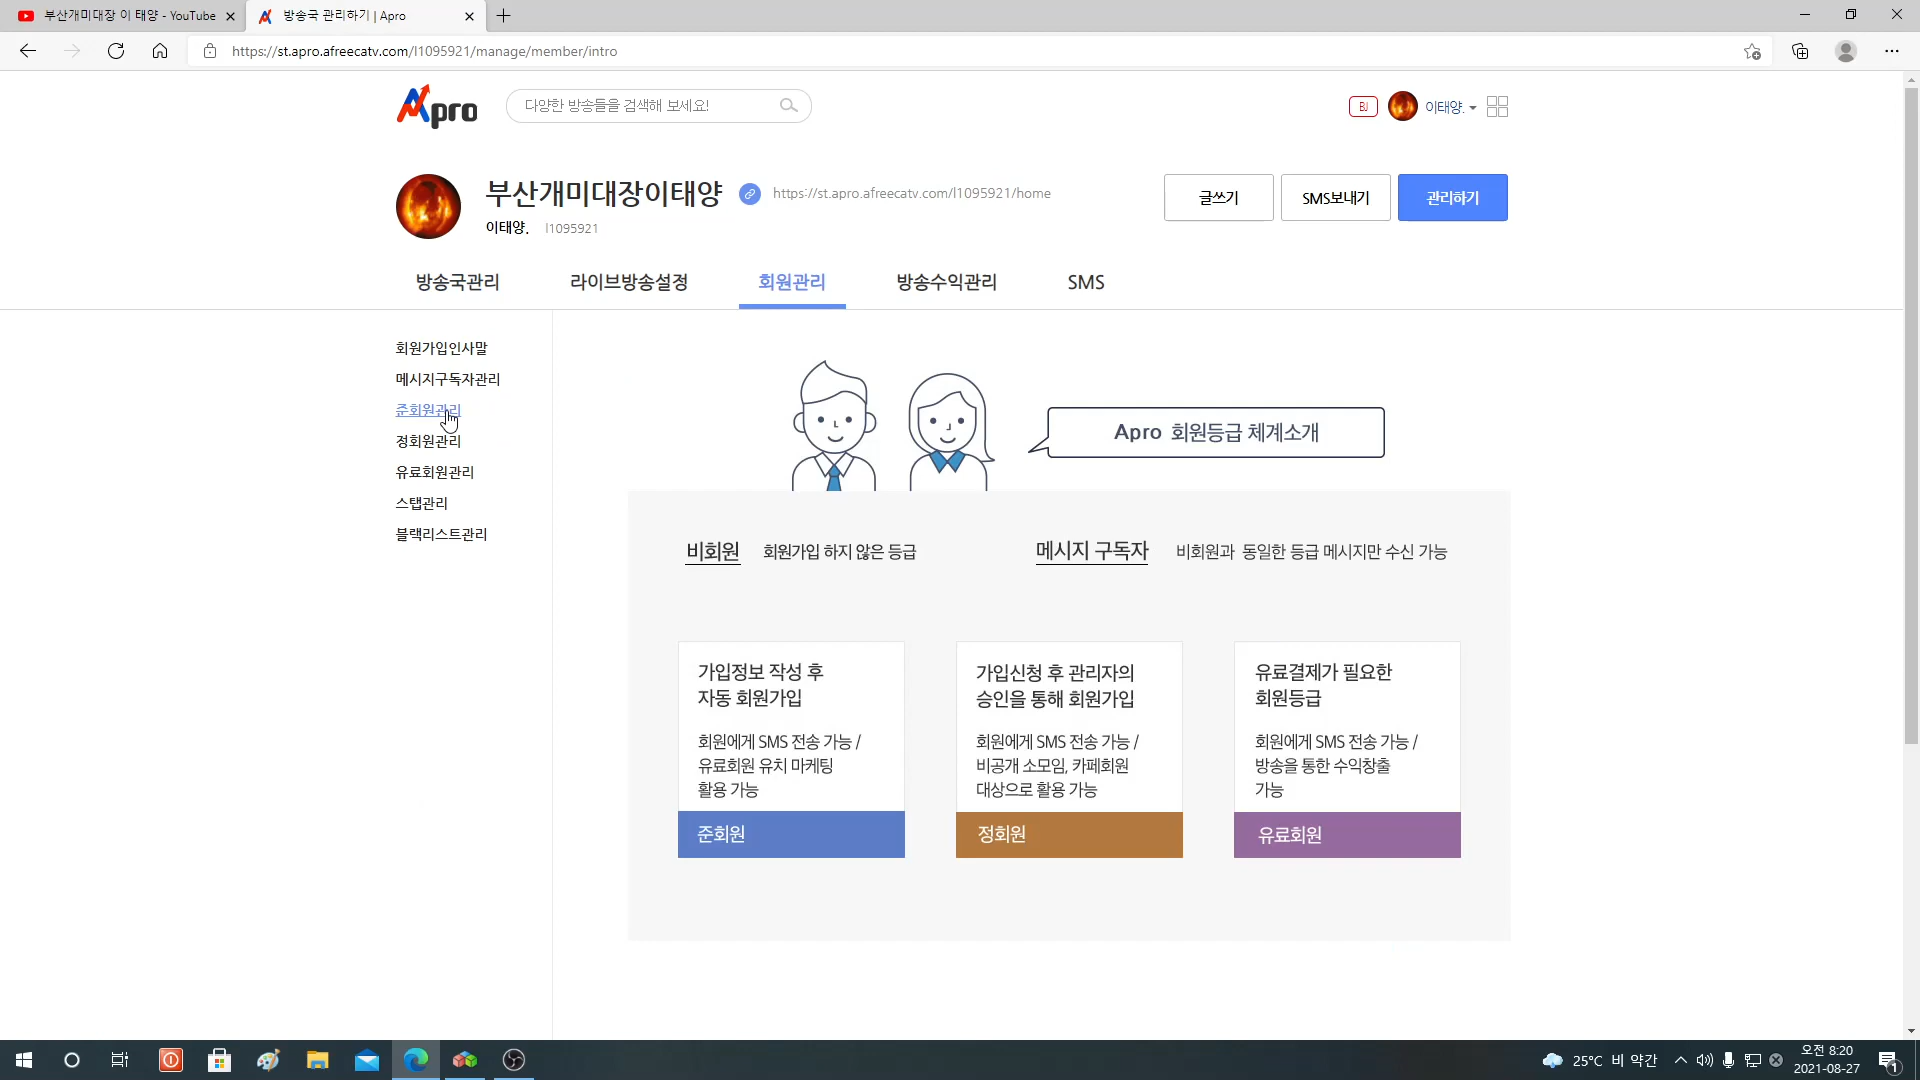 부산개미대장 이 태양 - YouTube
방송국 관리하기 | Apro
https://st.apro.afreecatv.com/l1095921/manage/member/intro
Apro
다양한 방송들을 검색해 보세요!
BJ
이태양.
부산개미대장이태양
https://st.apro.afreecatv.com/l1095921/home
글쓰기
SMS보내기
관리하기
이태양.
l1095921
방송국관리
라이브방송설정
회원관리
방송수익관리
SMS
회원가입인사말
메시지구독자관리
준회원관리
정회원관리
유료회원관리
스탭관리
블랙리스트관리
Apro 회원등급 체계소개
비회원 회원가입 하지 않은 등급
메시지 구독자 비회원과 동일한 등급 메시지만 수신 가능
가입정보 작성 후
자동 회원가입
회원에게 SMS 전송 가능 /
유료회원 유치 마케팅
활용 가능
준회원
가입신청 후 관리자의
승인을 통해 회원가입
회원에게 SMS 전송 가능 /
비공개 소모임, 카페회원
대상으로 활용 가능
정회원
유료결제가 필요한
회원등급
회원에게 SMS 전송 가능 /
방송을 통한 수익창출
가능
유료회원
25°C 비 약간
오전 8:20
2021-08-27
1